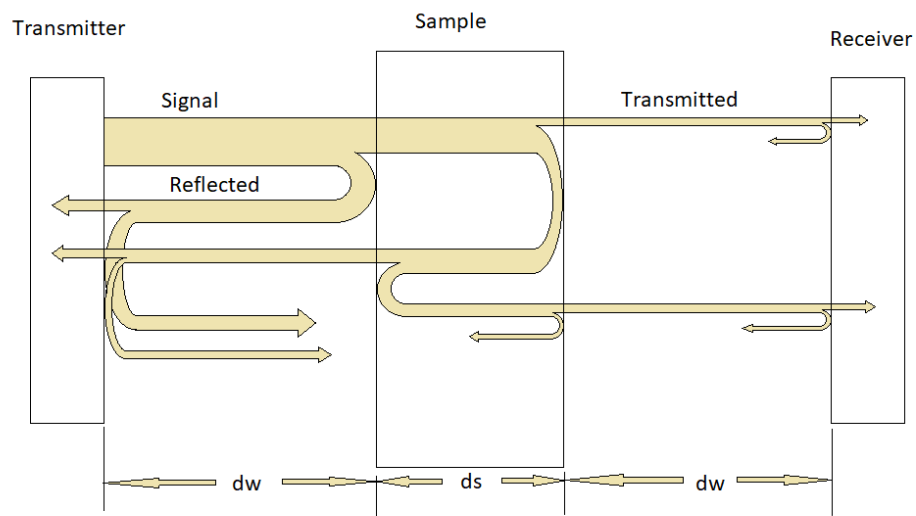 Transmitter
Sample
Receiver
Signal
Transmitted
Reflected
dw
ds
dw